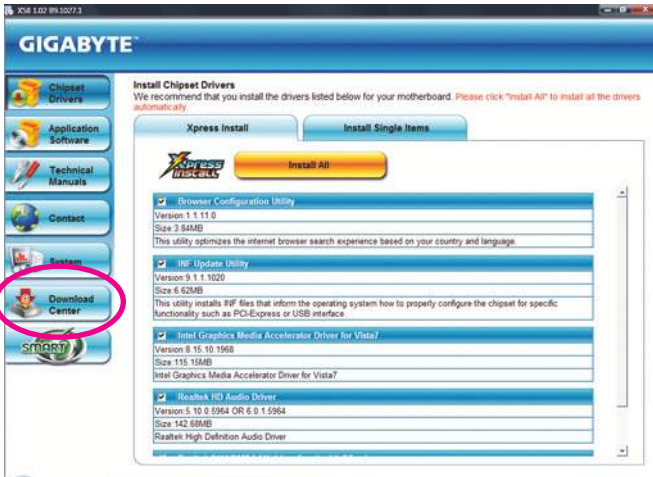 X58 1.02 B9.1027.1
GIGABYTE™
Chipset
Drivers
Application
Software
Technical
Manuals
Contact
System
Download
Center
SMART
Install Chipset Drivers
We recommend that you install the drivers listed below for your motherboard. Please click "Install All" to install all the drivers
automatically.
Xpress Install
Install Single Items
Xpress
INSTALL
Install All
Browser Configuration Utility
Version:1.1.11.0
Size:3.84MB
This utility optimizes the internet browser search experience based on your country and language.
INF Update Utility
Version:9.1.1.1020
Size:6.62MB
This utility installs INF files that inform the operating system how to properly configure the chipset for specific
functionality such as PCI-Express or USB interface.
Intel Graphics Media Accelerator Driver for Vista7
Version:8.15.10.1968
Size:115.15MB
Intel Graphics Media Accelerator Driver for Vista7
Realtek HD Audio Driver
Version:5.10.0.5964 OR 6.0.1.5964
Size:142.68MB
Realtek High Definition Audio Driver